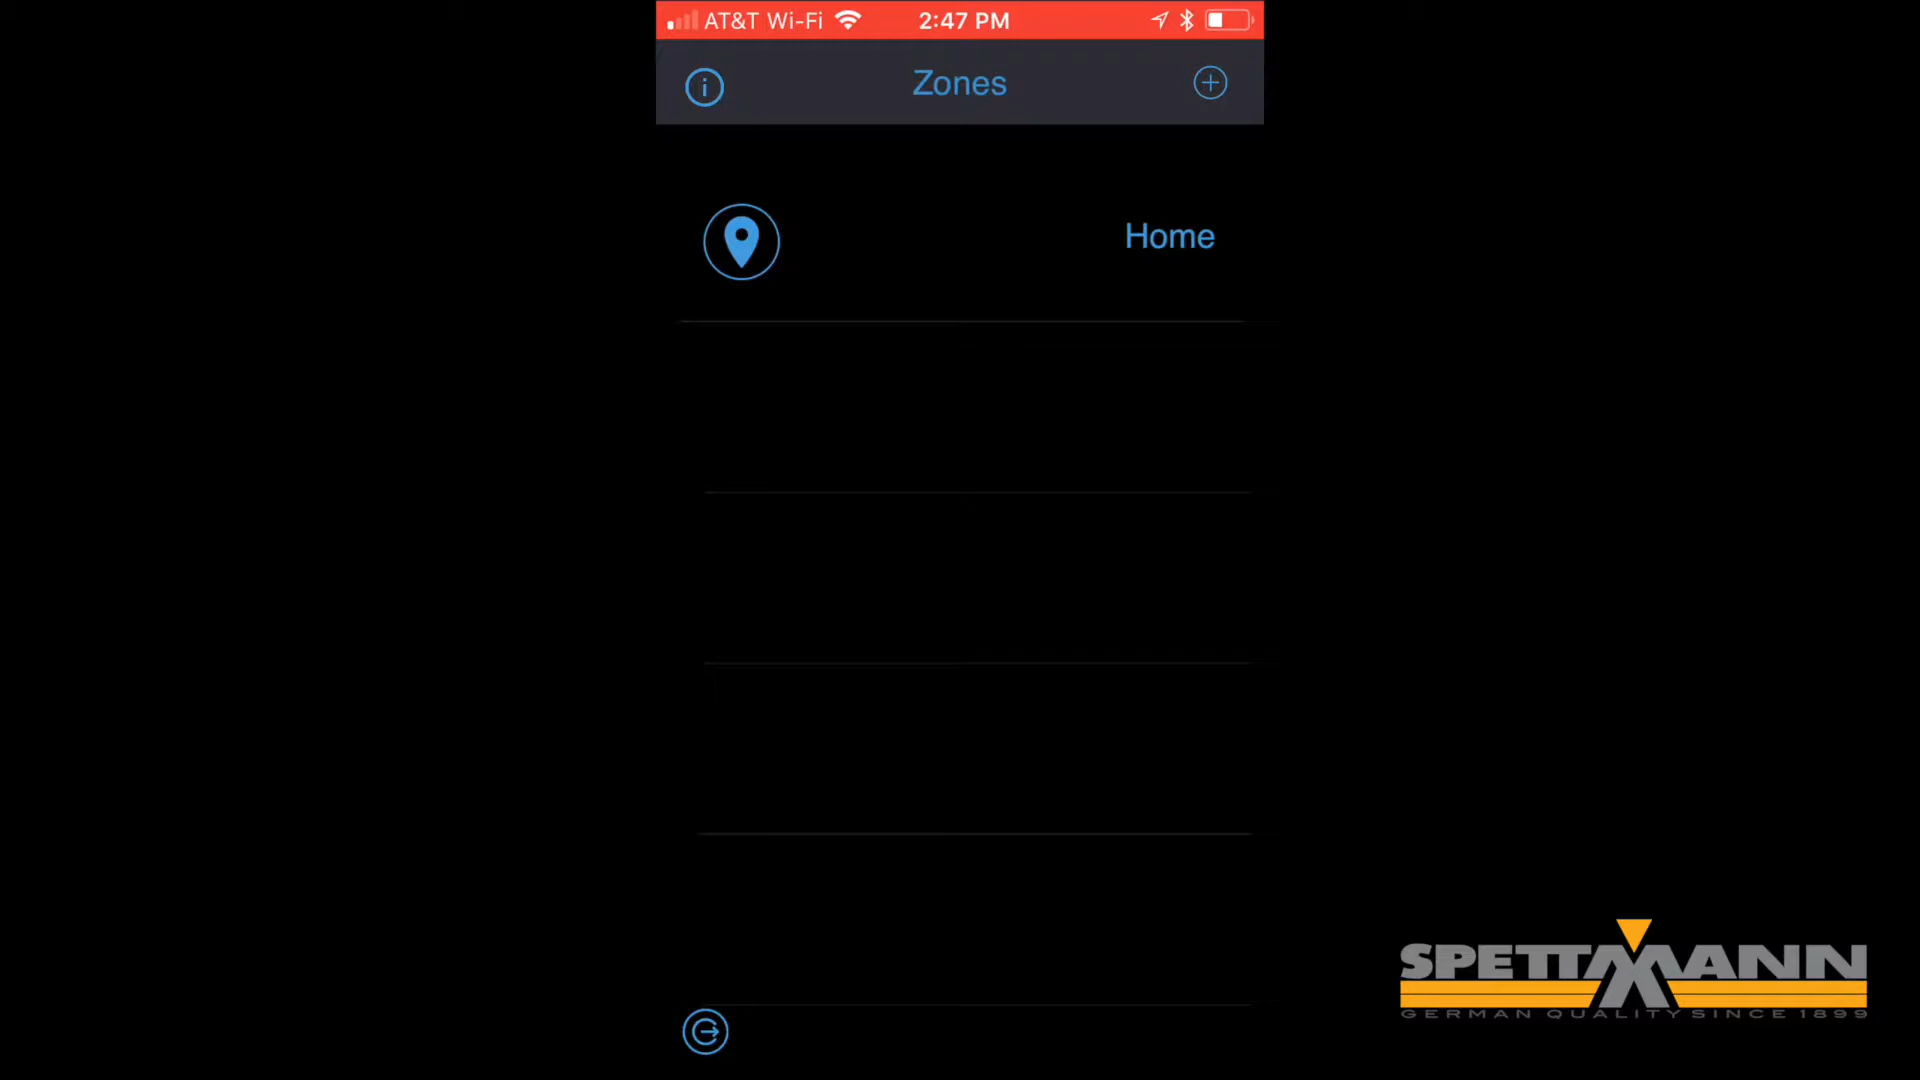 AT&T Wi-Fi 2:47 PM
Zones
Home
SPETTMANN
GERMAN QUALITY SINCE 1899